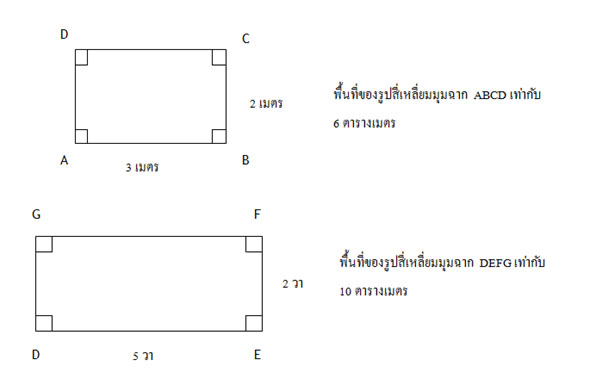 D
C
2 เมตร
พื้นที่ของรูปสี่เหลี่ยมมุมฉาก ABCD เท่ากับ
6 ตารางเมตร
A
B
3 เมตร
G
F
2 วา
พื้นที่ของรูปสี่เหลี่ยมมุมฉาก DEFG เท่ากับ
10 ตารางเมตร
D
5 วา
E